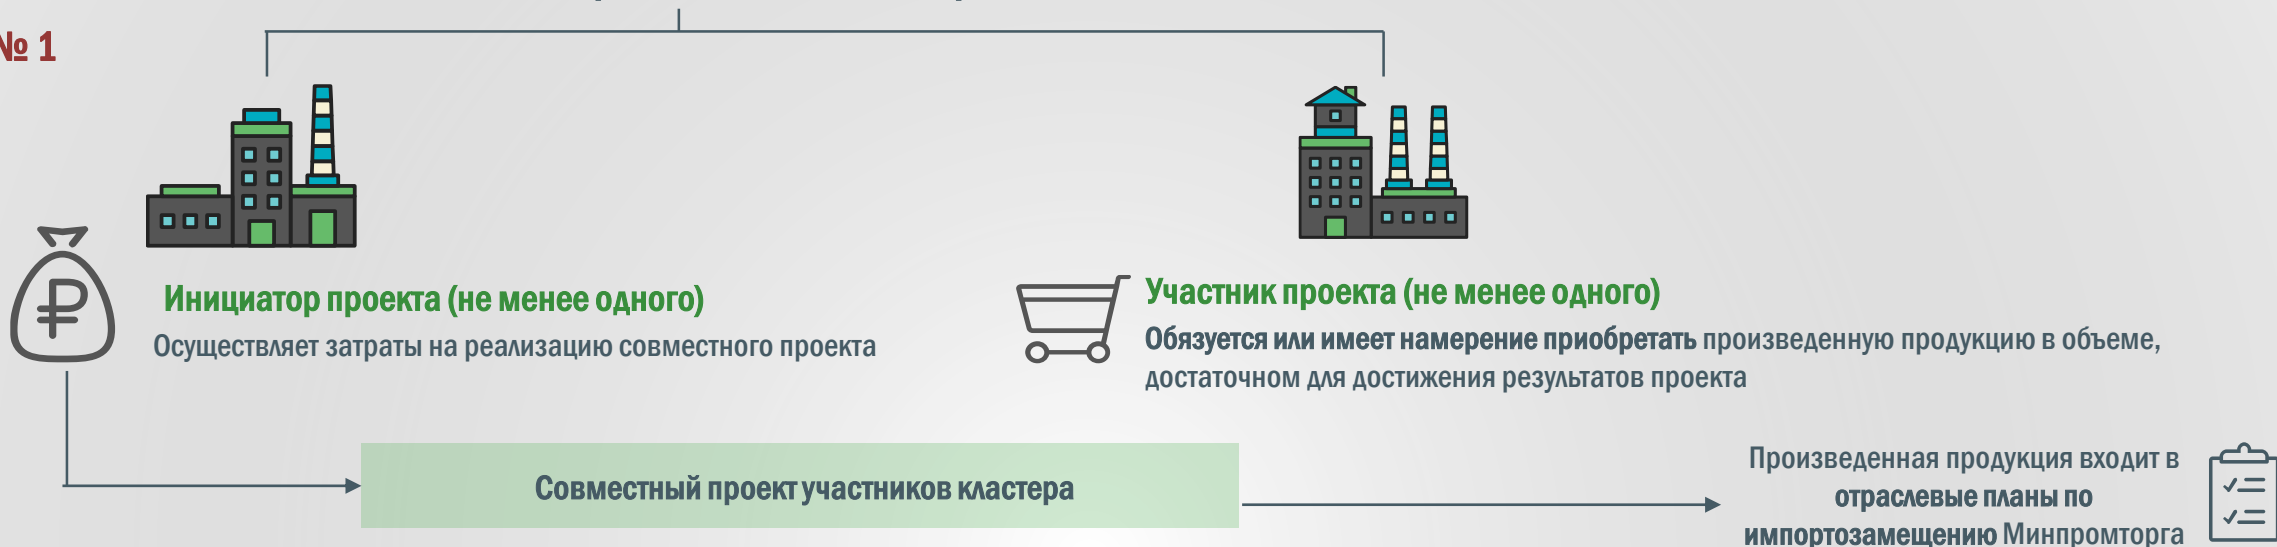 № 1
Инициатор проекта (не менее одного)
Осуществляет затраты на реализацию совместного проекта
Участник проекта (не менее одного)
Обязуется или имеет намерение приобретать произведенную продукцию в объеме,
достаточном для достижения результатов проекта
Совместный проект участников кластера
Произведенная продукция входит в
отраслевые планы по
импортозамещению Минпромторга